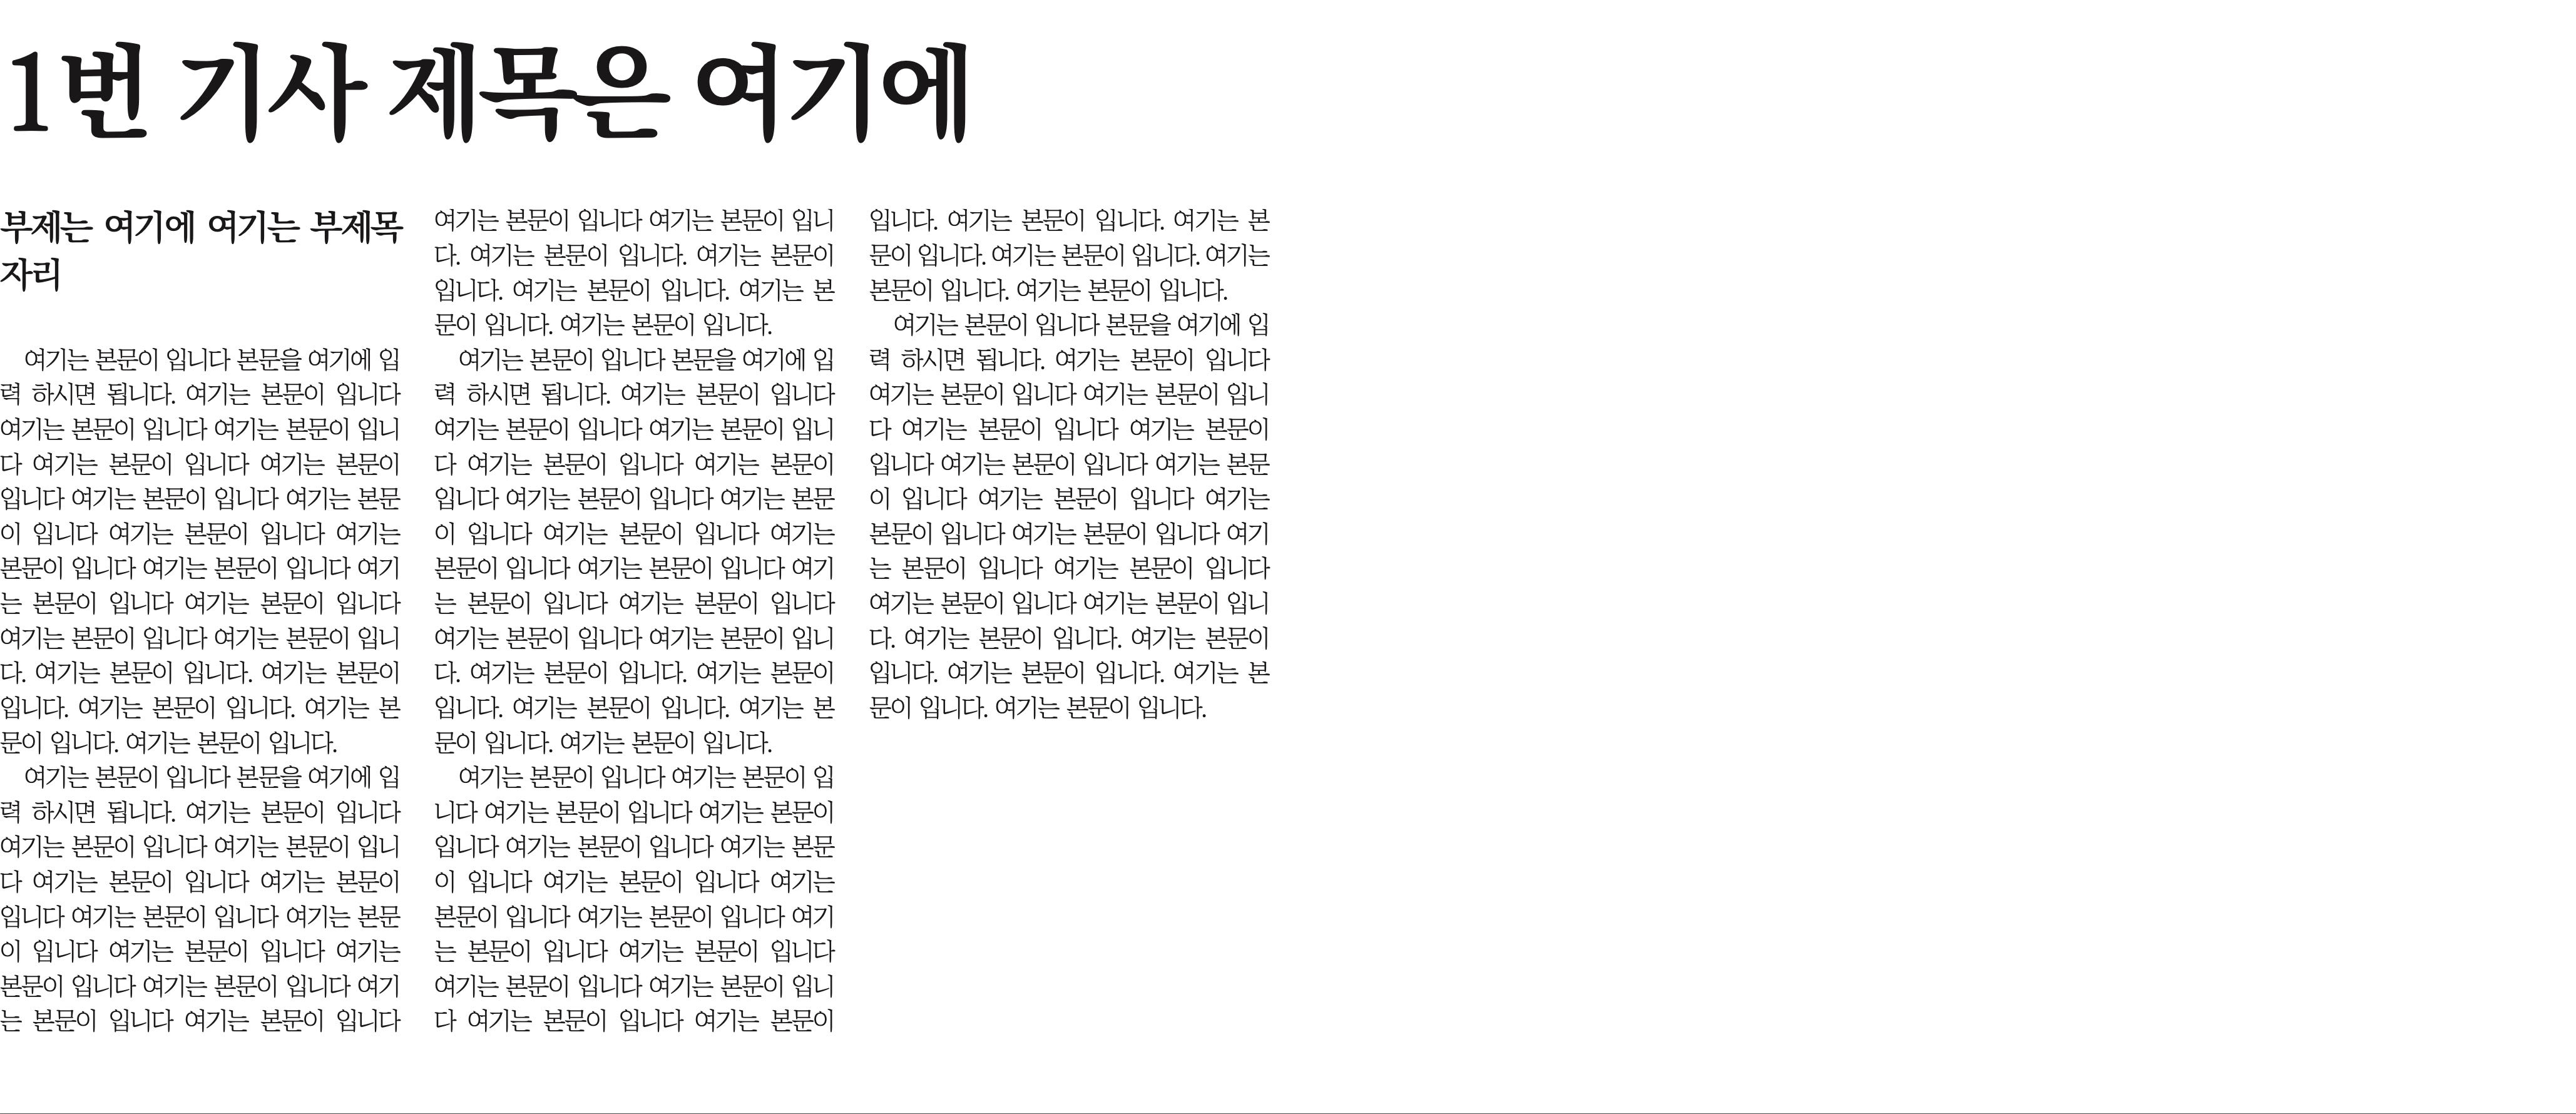 1번 기사 제목은 여기에
부제는 여기에 여기는 부제목
자리
여기는 본문이 입니다 본문을 여기에 입
력 하시면 됩니다. 여기는 본문이 입니다
여기는 본문이 입니다 여기는 본문이 입니
다 여기는 본문이 입니다 여기는 본문이
입니다 여기는 본문이 입니다 여기는 본문
이 입니다 여기는 본문이 입니다 여기는
본문이 입니다 여기는 본문이 입니다 여기
는 본문이 입니다 여기는 본문이 입니다
여기는 본문이 입니다 여기는 본문이 입니
다. 여기는 본문이 입니다. 여기는 본문이
입니다. 여기는 본문이 입니다. 여기는 본
문이 입니다. 여기는 본문이 입니다.
여기는 본문이 입니다 본문을 여기에 입
력 하시면 됩니다. 여기는 본문이 입니다
여기는 본문이 입니다 여기는 본문이 입니
다 여기는 본문이 입니다 여기는 본문이
입니다 여기는 본문이 입니다 여기는 본문
이 입니다 여기는 본문이 입니다 여기는
본문이 입니다 여기는 본문이 입니다 여기
는 본문이 입니다 여기는 본문이 입니다
여기는 본문이 입니다 여기는 본문이 입니
다. 여기는 본문이 입니다. 여기는 본문이
입니다. 여기는 본문이 입니다. 여기는 본
문이 입니다. 여기는 본문이 입니다.
여기는 본문이 입니다 본문을 여기에 입
력 하시면 됩니다. 여기는 본문이 입니다
여기는 본문이 입니다 여기는 본문이 입니
다 여기는 본문이 입니다 여기는 본문이
입니다 여기는 본문이 입니다 여기는 본문
이 입니다 여기는 본문이 입니다 여기는
본문이 입니다 여기는 본문이 입니다 여기
는 본문이 입니다 여기는 본문이 입니다
여기는 본문이 입니다 여기는 본문이 입니
다. 여기는 본문이 입니다. 여기는 본문이
입니다. 여기는 본문이 입니다. 여기는 본
문이 입니다. 여기는 본문이 입니다.
여기는 본문이 입니다 여기는 본문이 입
니다 여기는 본문이 입니다 여기는 본문이
입니다 여기는 본문이 입니다 여기는 본문
이 입니다 여기는 본문이 입니다 여기는
본문이 입니다 여기는 본문이 입니다 여기
는 본문이 입니다 여기는 본문이 입니다
여기는 본문이 입니다 여기는 본문이 입니
다 여기는 본문이 입니다 여기는 본문이
입니다. 여기는 본문이 입니다. 여기는 본
문이 입니다. 여기는 본문이 입니다. 여기는
본문이 입니다. 여기는 본문이 입니다.
여기는 본문이 입니다 본문을 여기에 입
력 하시면 됩니다. 여기는 본문이 입니다
여기는 본문이 입니다 여기는 본문이 입니
다 여기는 본문이 입니다 여기는 본문이
입니다 여기는 본문이 입니다 여기는 본문
이 입니다 여기는 본문이 입니다 여기는
본문이 입니다 여기는 본문이 입니다 여기
는 본문이 입니다 여기는 본문이 입니다
여기는 본문이 입니다 여기는 본문이 입니
다. 여기는 본문이 입니다. 여기는 본문이
입니다. 여기는 본문이 입니다. 여기는 본
문이 입니다. 여기는 본문이 입니다.